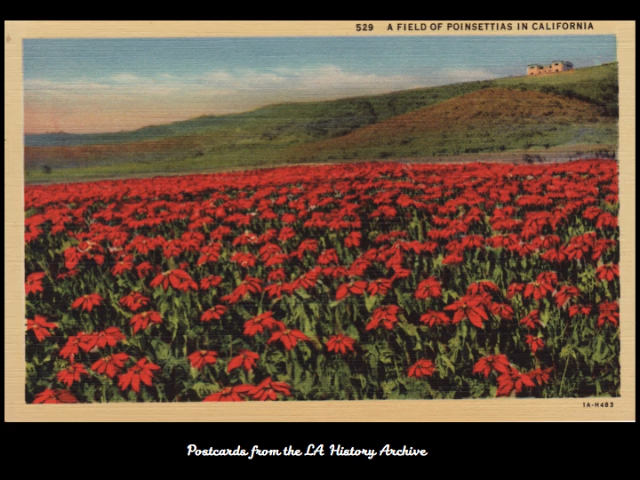 529 A FIELD OF POINSETTIAS IN CALIFORNIA
1A-H483
Postcards from the LA History Archive